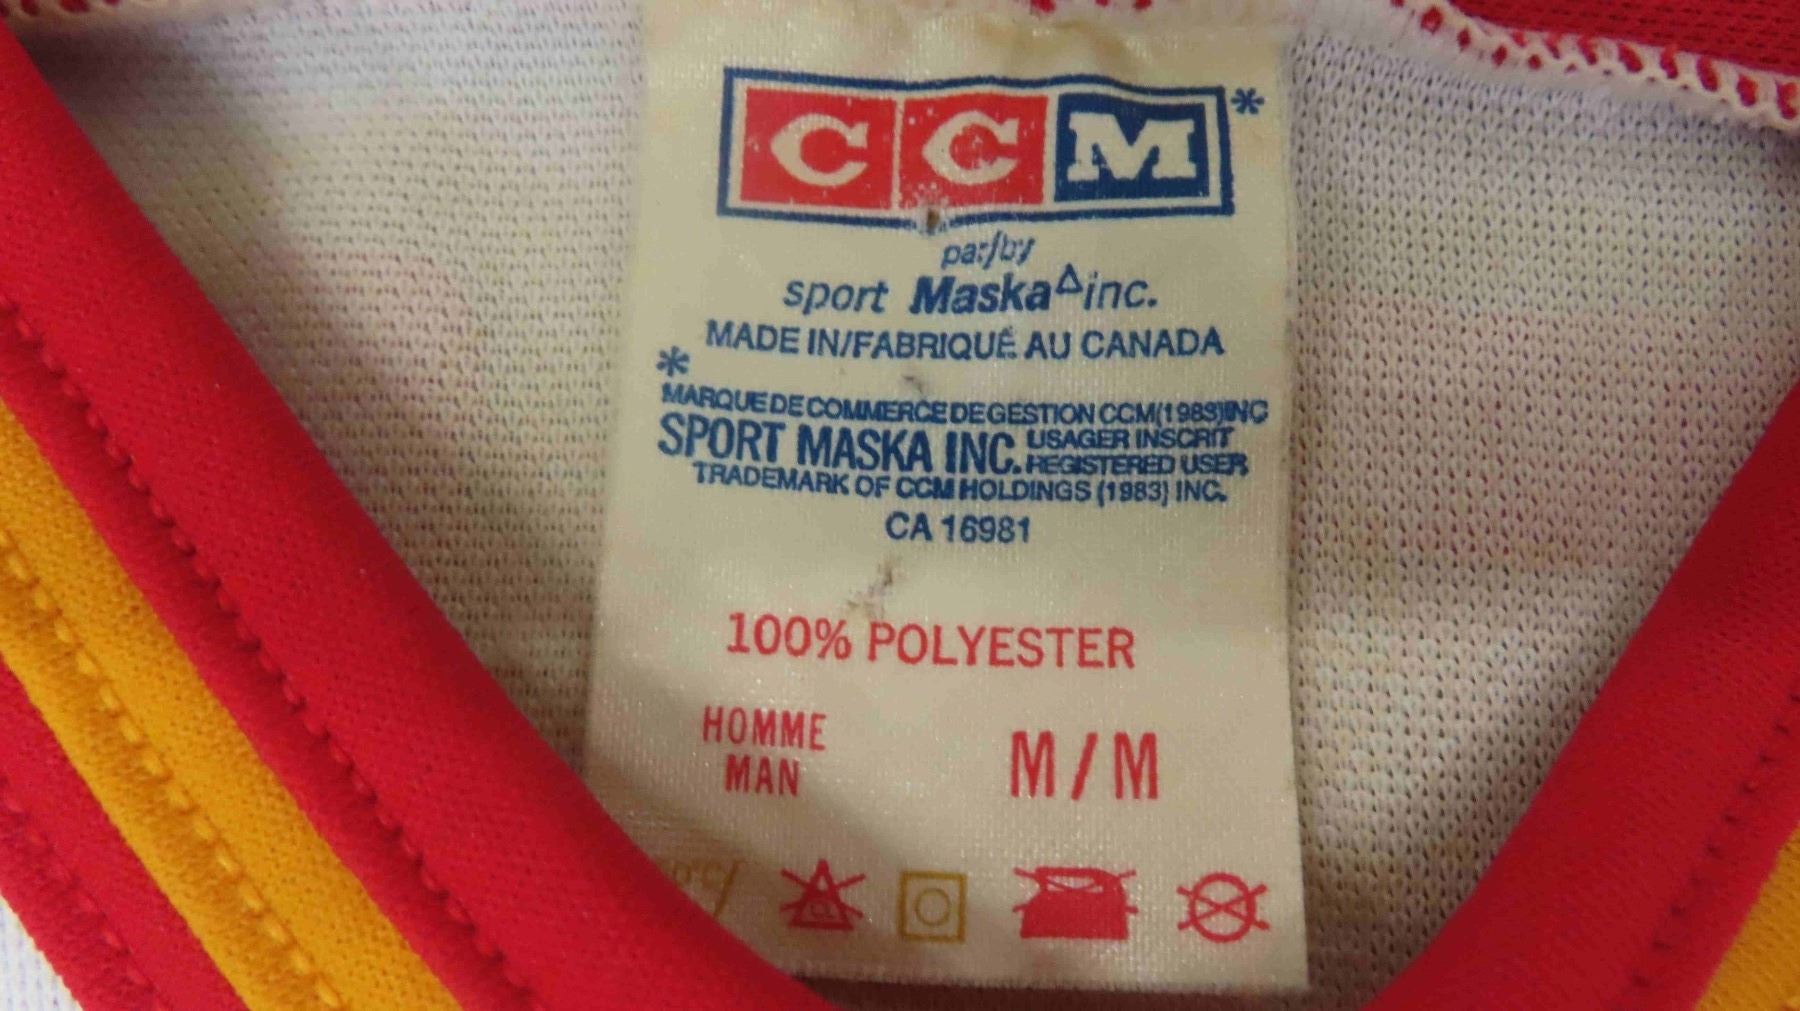 CCM*
par/by
sport Maska△inc.
MADE IN/FABRIQUÉ AU CANADA
*
MARQUE DE COMMERCE DE GESTION CCM(1983)INC
SPORT MASKA INC. USAGER INSCRIT
REGISTERED USER
TRADEMARK OF CCM HOLDINGS (1983) INC.
CA 16981
100% POLYESTER
HOMME
MAN
M / M
CL